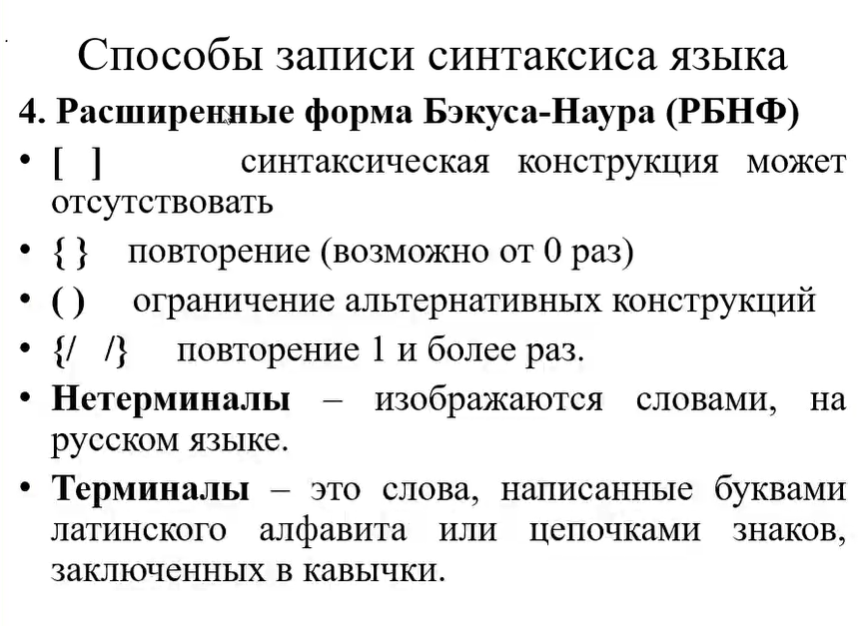 Способы записи синтаксиса языка
4. Расширенные форма Бэкуса-Наура (РБНФ)
• [ ] синтаксическая конструкция может
отсутствовать
• { } повторение (возможно от 0 раз)
• ( ) ограничение альтернативных конструкций
• {/ /} повторение 1 и более раз.
• Нетерминалы – изображаются словами, на
русском языке.
• Терминалы – это слова, написанные буквами
латинского алфавита или цепочками знаков,
заключенных в кавычки.